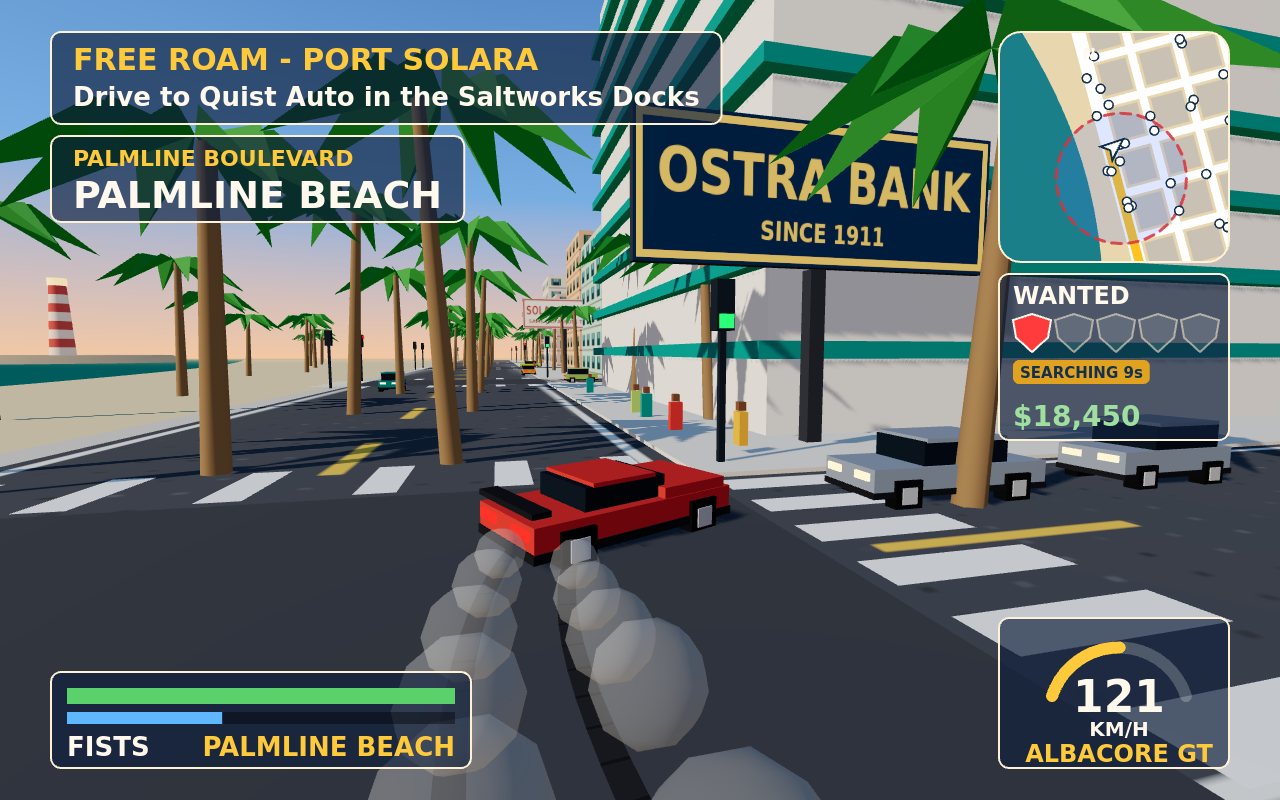 FREE ROAM - PORT SOLARA
Drive to Quist Auto in the Saltworks Docks
PALMLINE BOULEVARD
PALMLINE BEACH
OSTRA BANK
SINCE 1911
WANTED
SEARCHING 9s
$18,450
FISTS
PALMLINE BEACH
121
KM/H
ALBACORE GT